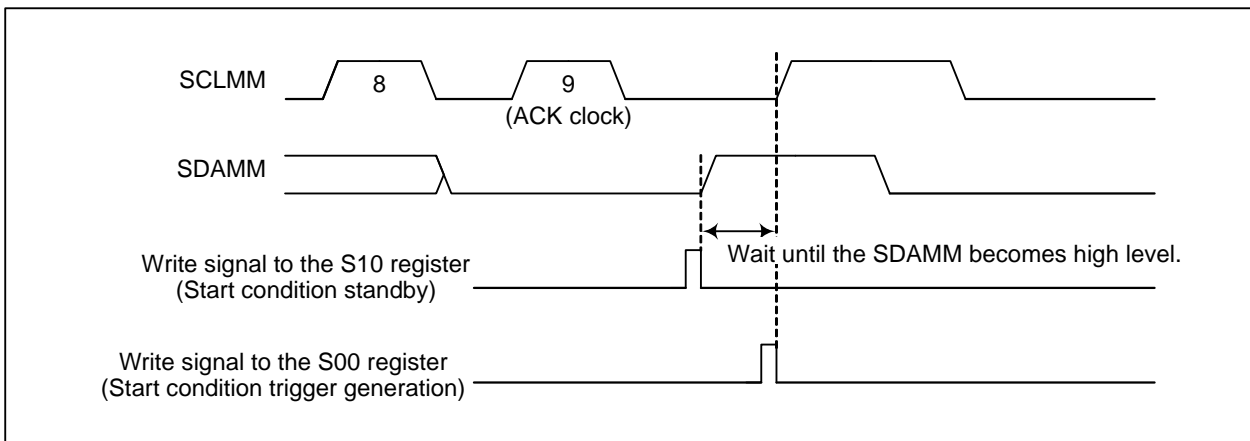 SCLMM
8
9
(ACK clock)
SDAMM
Wait until the SDAMM becomes high level.
Write signal to the S10 register
(Start condition standby)
Write signal to the S00 register
(Start condition trigger generation)